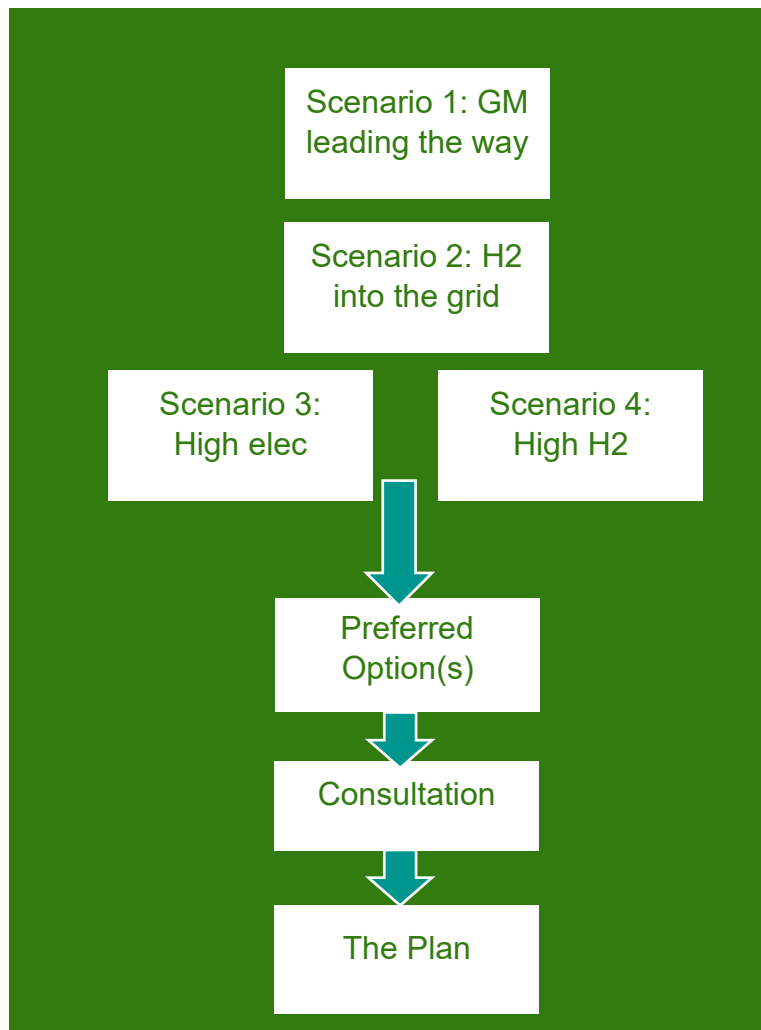 Scenario 1: GM
leading the way
Scenario 2: H2
into the grid
Scenario 3:
High elec
Scenario 4:
High H2
Preferred
Option(s)
Consultation
The Plan